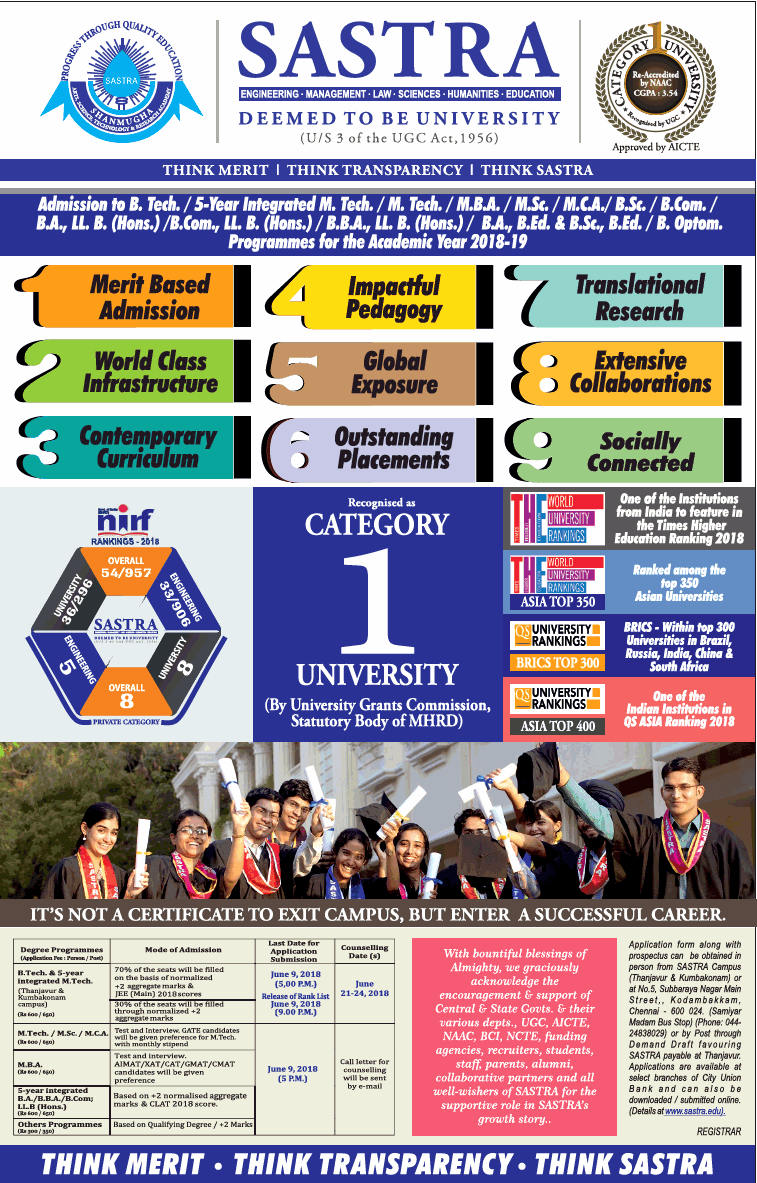 PROGRESS THROUGH QUALITY EDUCATION
SASTRA
SHANMUGHA
ARTS, SCIENCE, TECHNOLOGY & RESEARCH ACADEMY
SASTRA
ENGINEERING · MANAGEMENT · LAW · SCIENCES · HUMANITIES · EDUCATION
DEEMED TO BE UNIVERSITY
(U/S 3 of the UGC Act, 1956)
CATEGORY 1 UNIVERSITY
Re-Accredited
by NAAC
CGPA : 3.54
Recognised by UGC
Approved by AICTE
THINK MERIT | THINK TRANSPARENCY | THINK SASTRA
Admission to B. Tech. / 5-Year Integrated M. Tech. / M. Tech. / M.B.A. / M.Sc. / M.C.A./ B.Sc. / B.Com. /
B.A., LL. B. (Hons.) /B.Com., LL. B. (Hons.) / B.B.A., LL. B. (Hons.) / B.A., B.Ed. & B.Sc., B.Ed. / B. Optom.
Programmes for the Academic Year 2018-19
1 Merit Based
Admission
4 Impactful
Pedagogy
7 Translational
Research
2 World Class
Infrastructure
5 Global
Exposure
8 Extensive
Collaborations
3 Contemporary
Curriculum
6 Outstanding
Placements
9 Socially
Connected
nirf
RANKINGS - 2018
OVERALL
54/957
UNIVERSITY
36/296
ENGINEERING
33/906
SASTRA
DEEMED TO BE UNIVERSITY
ENGINEERING
5
UNIVERSITY
8
OVERALL
8
PRIVATE CATEGORY
Recognised as
CATEGORY
1
UNIVERSITY
(By University Grants Commission,
Statutory Body of MHRD)
THE WORLD
UNIVERSITY
RANKINGS
One of the Institutions
from India to feature in
the Times Higher
Education Ranking 2018
THE WORLD
UNIVERSITY
RANKINGS
ASIA TOP 350
Ranked among the
top 350
Asian Universities
QS UNIVERSITY
RANKINGS
BRICS TOP 300
BRICS - Within top 300
Universities in Brazil,
Russia, India, China &
South Africa
QS UNIVERSITY
RANKINGS
ASIA TOP 400
One of the
Indian Institutions in
QS ASIA Ranking 2018
IT'S NOT A CERTIFICATE TO EXIT CAMPUS, BUT ENTER A SUCCESSFUL CAREER.
Degree Programmes
(Application Fee : Person / Post)
Mode of Admission
Last Date for
Application
Submission
Counselling
Date (s)
B.Tech. & 5-year
integrated M.Tech.
(Thanjavur &
Kumbakonam
campus)
(Rs 600 / 650)
70% of the seats will be filled
on the basis of normalized
+2 aggregate marks &
JEE (Main) 2018 scores
30% of the seats will be filled
through normalized +2
aggregate marks
June 9, 2018
(5,00 P.M.)
Release of Rank List
June 9, 2018
(9.00 P.M.)
June
21-24, 2018
M.Tech. / M.Sc. / M.C.A.
(Rs 600 / 650)
Test and Interview. GATE candidates
will be given preference for M.Tech.
with monthly stipend
M.B.A.
(Rs 600 / 650)
Test and interview.
AIMAT/XAT/CAT/GMAT/CMAT
candidates will be given
preference
5-year integrated
B.A./B.B.A./B.Com;
LL.B (Hons.)
(Rs 600 / 650)
Based on +2 normalised aggregate
marks & CLAT 2018 score.
Others Programmes
(Rs 300 / 350)
Based on Qualifying Degree / +2 Marks
June 9, 2018
(5 P.M.)
Call letter for
counselling
will be sent
by e-mail
With bountiful blessings of
Almighty, we graciously
acknowledge the
encouragement & support of
Central & State Govts. & their
various depts., UGC, AICTE,
NAAC, BCI, NCTE, funding
agencies, recruiters, students,
staff, parents, alumni,
collaborative partners and all
well-wishers of SASTRA for the
supportive role in SASTRA's
growth story..
Application form along with
prospectus can be obtained in
person from SASTRA Campus
(Thanjavur & Kumbakonam) or
at No.5, Subbaraya Nagar Main
Street,, Kodambakkam,
Chennai - 600 024. (Samiyar
Madam Bus Stop) (Phone: 044-
24838029) or by Post through
Demand Draft favouring
SASTRA payable at Thanjavur.
Applications are available at
select branches of City Union
Bank and can also be
downloaded / submitted online.
(Details at www.sastra.edu).
REGISTRAR
THINK MERIT • THINK TRANSPARENCY • THINK SASTRA